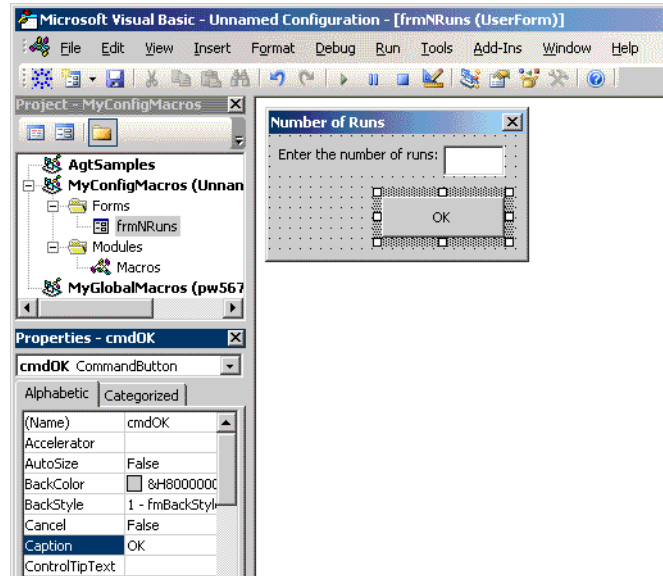 Microsoft Visual Basic - Unnamed Configuration - [frmNRuns (UserForm)]
File Edit View Insert Format Debug Run Tools Add-Ins Window Help
Project - MyConfigMacros
AgtSamples
MyConfigMacros (Unnan
Forms
frmNRuns
Modules
Macros
MyGlobalMacros (pw567
Number of Runs
Enter the number of runs:
OK
Properties - cmdOK
cmdOK CommandButton
Alphabetic Categorized
(Name) cmdOK
Accelerator
AutoSize False
BackColor &H8000000
BackStyle 1 - fmBackStyl
Cancel False
Caption OK
ControlTipText